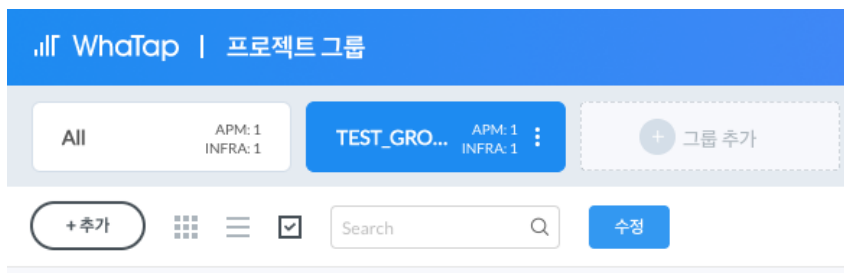 WhaTap | 프로젝트 그룹
All APM: 1 INFRA: 1
TEST_GRO... APM: 1 INFRA: 1
+ 그룹 추가
+ 추가 Search 수정